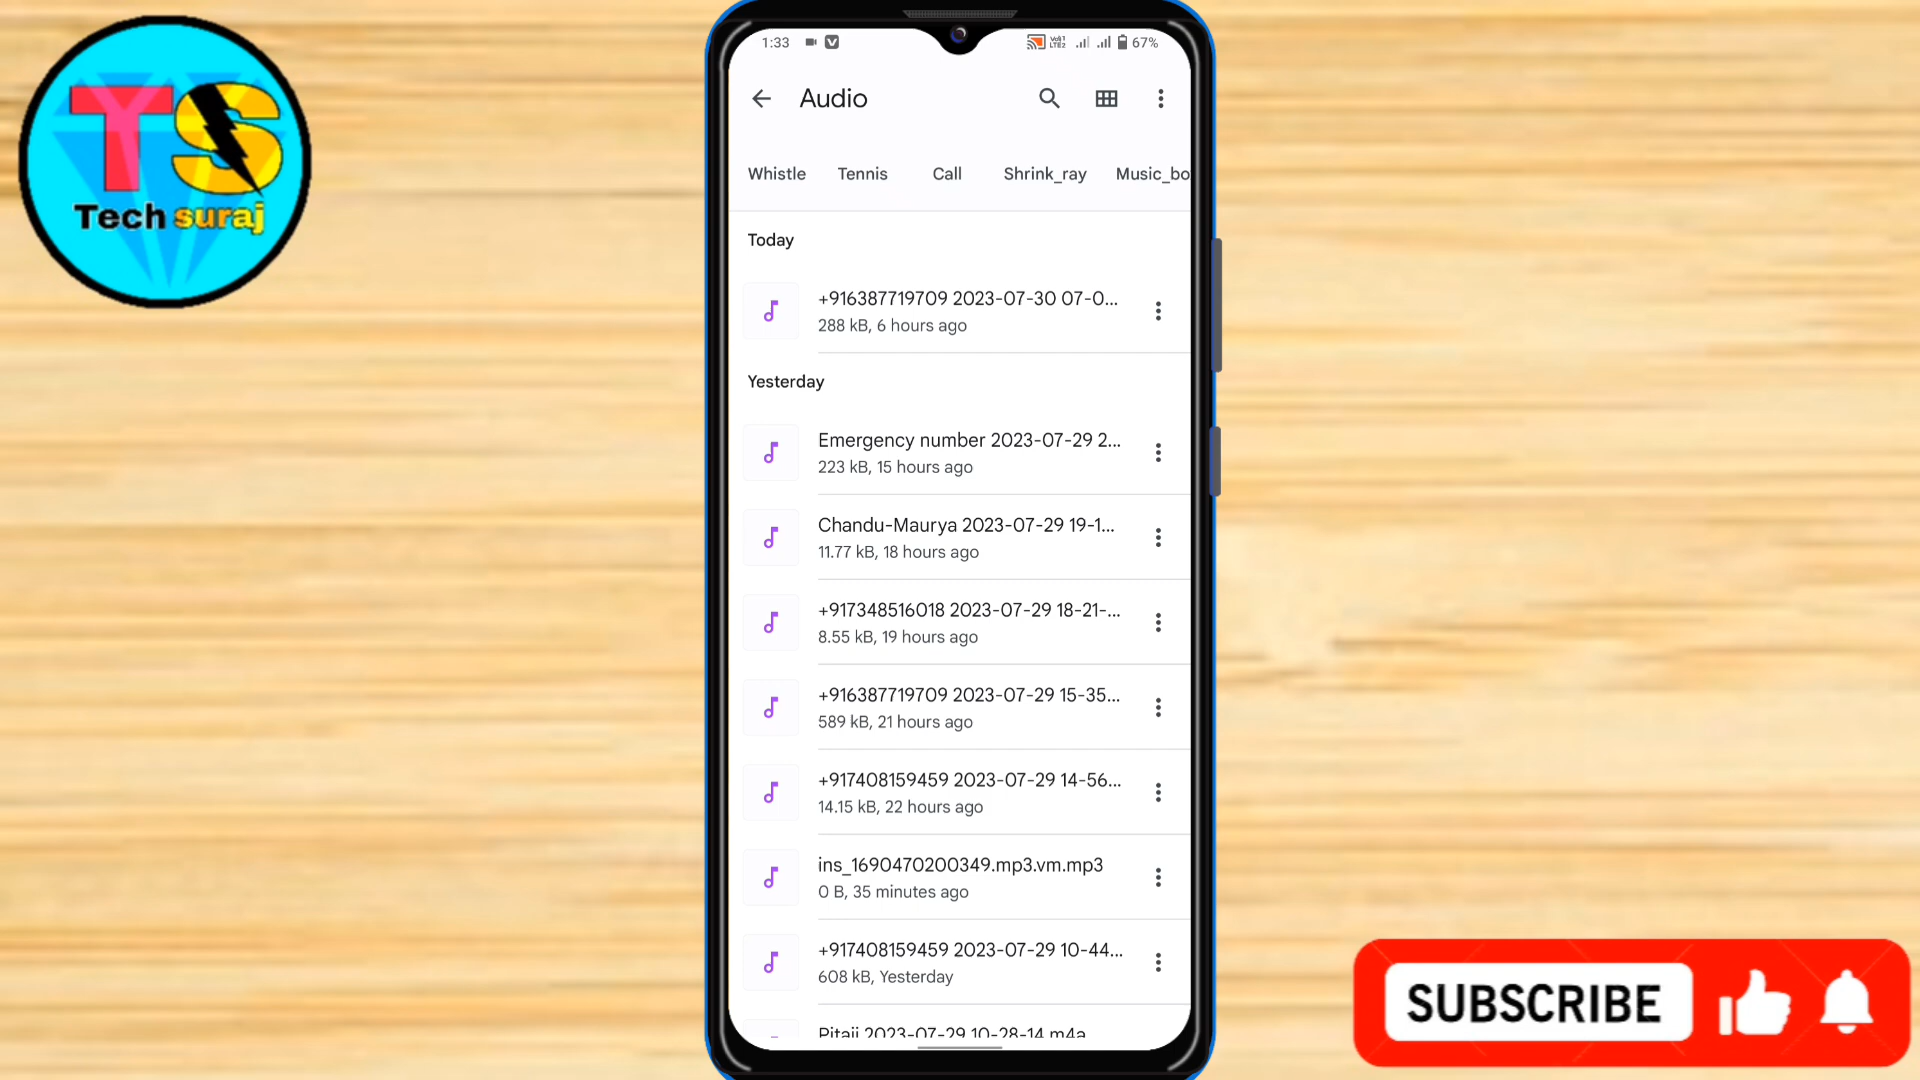 TS
Tech suraj
1:33
67%
Audio
Whistle Tennis Call Shrink_ray Music_bo
Today
+916387719709 2023-07-30 07-0...
288 kB, 6 hours ago
Yesterday
Emergency number 2023-07-29 2...
223 kB, 15 hours ago
Chandu-Maurya 2023-07-29 19-1...
11.77 kB, 18 hours ago
+917348516018 2023-07-29 18-21-...
8.55 kB, 19 hours ago
+916387719709 2023-07-29 15-35...
589 kB, 21 hours ago
+917408159459 2023-07-29 14-56...
14.15 kB, 22 hours ago
ins_1690470200349.mp3.vm.mp3
0 B, 35 minutes ago
+917408159459 2023-07-29 10-44...
608 kB, Yesterday
Pitaji 2023-07-29 10-28-14.m4a
SUBSCRIBE